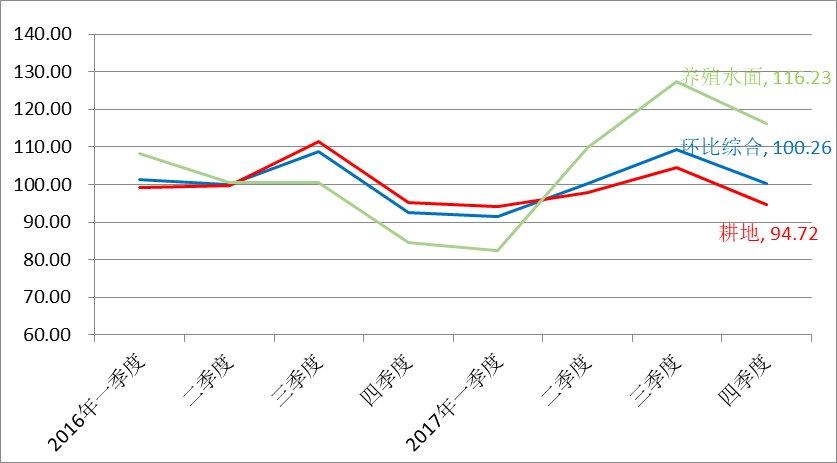 140.00
130.00
120.00
110.00
100.00
90.00
80.00
70.00
60.00
养殖水面, 116.23
环比综合, 100.26
耕地, 94.72
2016年一季度
二季度
三季度
四季度
2017年一季度
二季度
三季度
四季度